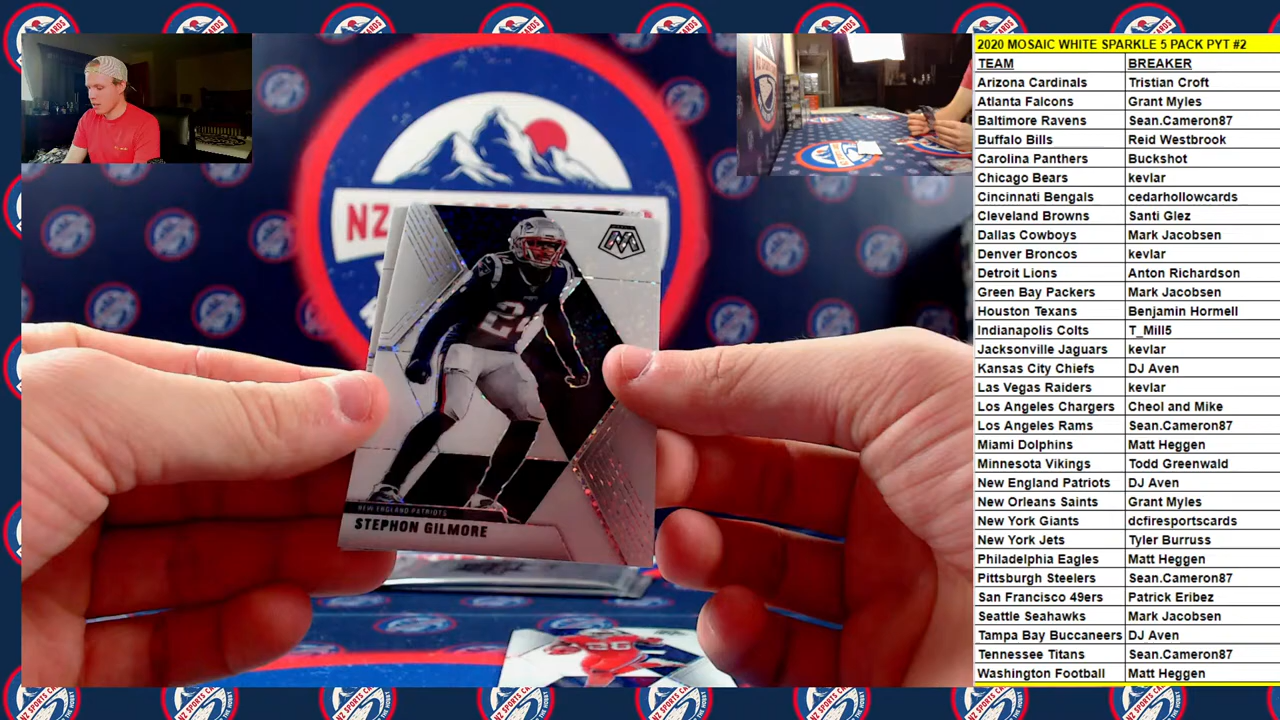 2020 MOSAIC WHITE SPARKLE 5 PACK PYT #2
TEAM BREAKER
Arizona Cardinals Tristian Croft
Atlanta Falcons Grant Myles
Baltimore Ravens Sean.Cameron87
Buffalo Bills Reid Westbrook
Carolina Panthers Buckshot
Chicago Bears kevlar
Cincinnati Bengals cedarhollowcards
Cleveland Browns Santi Glez
Dallas Cowboys Mark Jacobsen
Denver Broncos kevlar
Detroit Lions Anton Richardson
Green Bay Packers Mark Jacobsen
Houston Texans Benjamin Hormell
Indianapolis Colts T_Mill5
Jacksonville Jaguars kevlar
Kansas City Chiefs DJ Aven
Las Vegas Raiders kevlar
Los Angeles Chargers Cheol and Mike
Los Angeles Rams Sean.Cameron87
Miami Dolphins Matt Heggen
Minnesota Vikings Todd Greenwald
New England Patriots DJ Aven
New Orleans Saints Grant Myles
New York Giants dcfiresportscards
New York Jets Tyler Burruss
Philadelphia Eagles Matt Heggen
Pittsburgh Steelers Sean.Cameron87
San Francisco 49ers Patrick Eribez
Seattle Seahawks Mark Jacobsen
Tampa Bay Buccaneers DJ Aven
Tennessee Titans Sean.Cameron87
Washington Football Matt Heggen
NZ
M
24
NEW ENGLAND PATRIOTS
STEPHON GILMORE